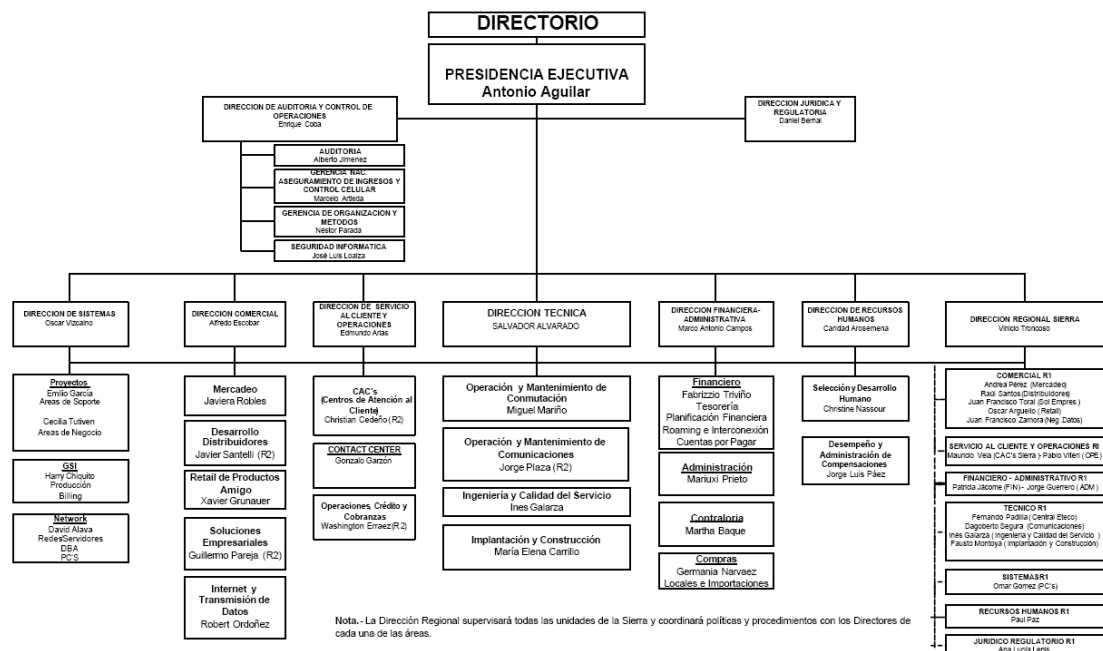 DIRECTORIO
PRESIDENCIA EJECUTIVA
Antonio Aguilar
DIRECCION DE AUDITORIA Y CONTROL DE
OPERACIONES
Enrique Coba
DIRECCION JURIDICA Y
REGULATORIA
Daniel Bernal
AUDITORIA
Alberto Jimenez
GERENCIA NAC.
ASEGURAMIENTO DE INGRESOS Y
CONTROL CELULAR
Marcelo Artieda
GERENCIA DE ORGANIZACION Y
METODOS
Néstor Parada
SEGURIDAD INFORMATICA
José Luis Loaiza
DIRECCION DE SISTEMAS
Oscar Vizcaino
DIRECCION COMERCIAL
Alfredo Escobar
DIRECCION DE SERVICIO
AL CLIENTE Y
OPERACIONES
Edmundo Arias
DIRECCION TECNICA
SALVADOR ALVARADO
DIRECCION FINANCIERA-
ADMINISTRATIVA
Marco Antonio Campos
DIRECCION DE RECURSOS
HUMANOS
Caridad Arosemena
DIRECCION REGIONAL SIERRA
Vinicio Troncoso
Proyectos
Emilio García
Areas de Soporte
Cecilia Tutiven
Areas de Negocio
GSI
Harry Chiquito
Producción
Billing
Network
David Alava
Redes/Servidores
DBA
PC'S
Mercadeo
Javiera Robles
Desarrollo
Distribuidores
Javier Santelli (R2)
Retail de Productos
Amigo
Xavier Grunauer
Soluciones
Empresariales
Guillermo Pareja (R2)
Internet y
Transmisión de
Datos
Robert Ordoñez
CAC´s
(Centros de Atención al
Cliente)
Christian Cedeño (R2)
CONTACT CENTER
Gonzalo Garzón
Operaciones, Crédito y
Cobranzas
Washington Erraez (R2)
Operación y Mantenimiento de
Conmutación
Miguel Mariño
Operación y Mantenimiento de
Comunicaciones
Jorge Plaza (R2)
Ingeniería y Calidad del Servicio
Ines Galarza
Implantación y Construcción
María Elena Carrillo
Financiero
Fabrizzio Triviño
Tesorería
Planificación Financiera
Roaming e Interconexión
Cuentas por Pagar
Administración
Mariuxi Prieto
Contraloría
Martha Baque
Compras
Germania Narvaez
Locales e Importaciones
Selección y Desarrollo
Humano
Christine Nassour
Desempeño y
Administración de
Compensaciones
Jorge Luis Páez
COMERCIAL R1
Andrea Pérez (Mercadeo)
Raúl Santos (Distribuidores)
Juan Francisco Toral (Sol Empres.)
Oscar Arguello (Retail)
Juan Francisco Zamora (Neg .Datos)
SERVICIO AL CLIENTE Y OPERACIONES RI
Mauricio Vela (CAC's Sierra )-Pablo Viteri (OPE)
FINANCIERO - ADMINISTRATIVO R1
Patricia Jácome (FIN) - Jorge Guerrero ( ADM )
TECNICO R1
Fernando Padilla ( Central Eteco)
Dagoberto Segura (Comunicaciones)
Inés Galarza ( Ingeniería y Calidad del Servicio )
Fausto Montoya ( Implantación y Construcción)
SISTEMAS R1
Omar Gomez (PC's)
RECURSOS HUMANOS R1
Paul Paz
JURIDICO REGULATORIO R1
Ana Lucia Lenis
Nota.- La Dirección Regional supervisará todas las unidades de la Sierra y coordinará políticas y procedimientos con los Directores de
cada una de las áreas.